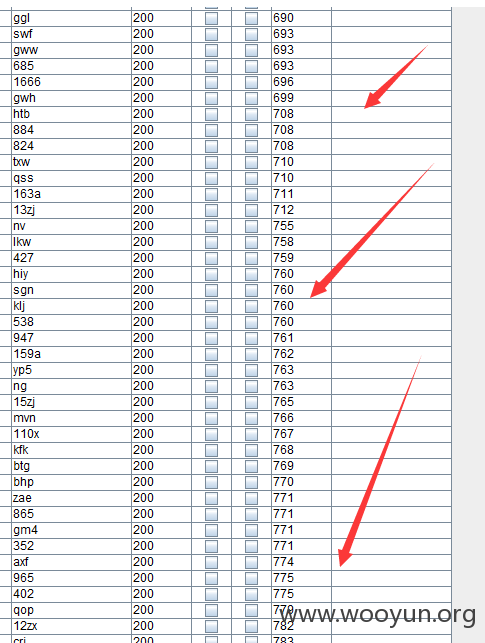 ggl 200 690
swf 200 693
gww 200 693
685 200 693
1666 200 696
gwh 200 699
htb 200 708
884 200 708
824 200 708
txw 200 710
qss 200 710
163a 200 711
13zj 200 712
nv 200 755
lkw 200 758
427 200 759
hiy 200 760
sgn 200 760
klj 200 760
538 200 760
947 200 761
159a 200 762
yp5 200 763
ng 200 763
15zj 200 765
mvn 200 766
110x 200 767
kfk 200 768
btg 200 769
bhp 200 770
zae 200 771
865 200 771
gm4 200 771
352 200 771
axf 200 774
965 200 775
402 200 775
qop 200
www.wooyun.org
12zx 200 782
cri 200 783